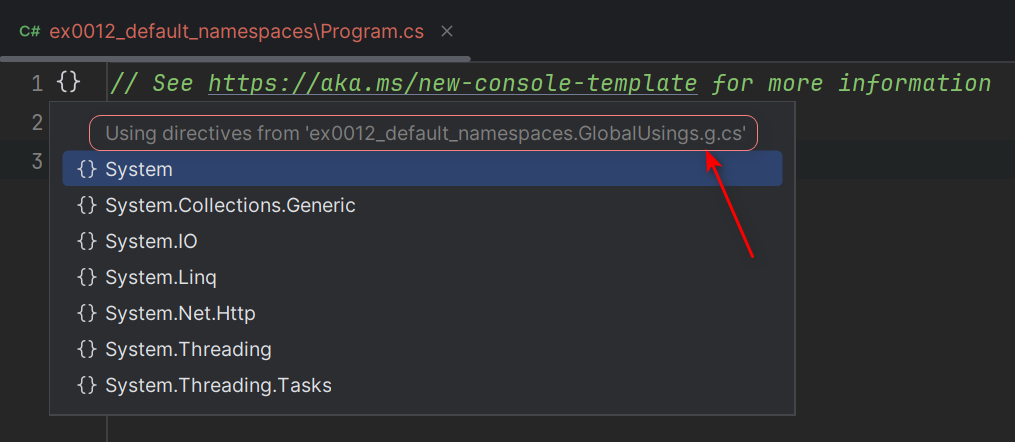 C# ex0012_default_namespaces\Program.cs ×
1 {} // See https://aka.ms/new-console-template for more information
2
Using directives from 'ex0012_default_namespaces.GlobalUsings.g.cs'
3
{} System
{} System.Collections.Generic
{} System.IO
{} System.Linq
{} System.Net.Http
{} System.Threading
{} System.Threading.Tasks